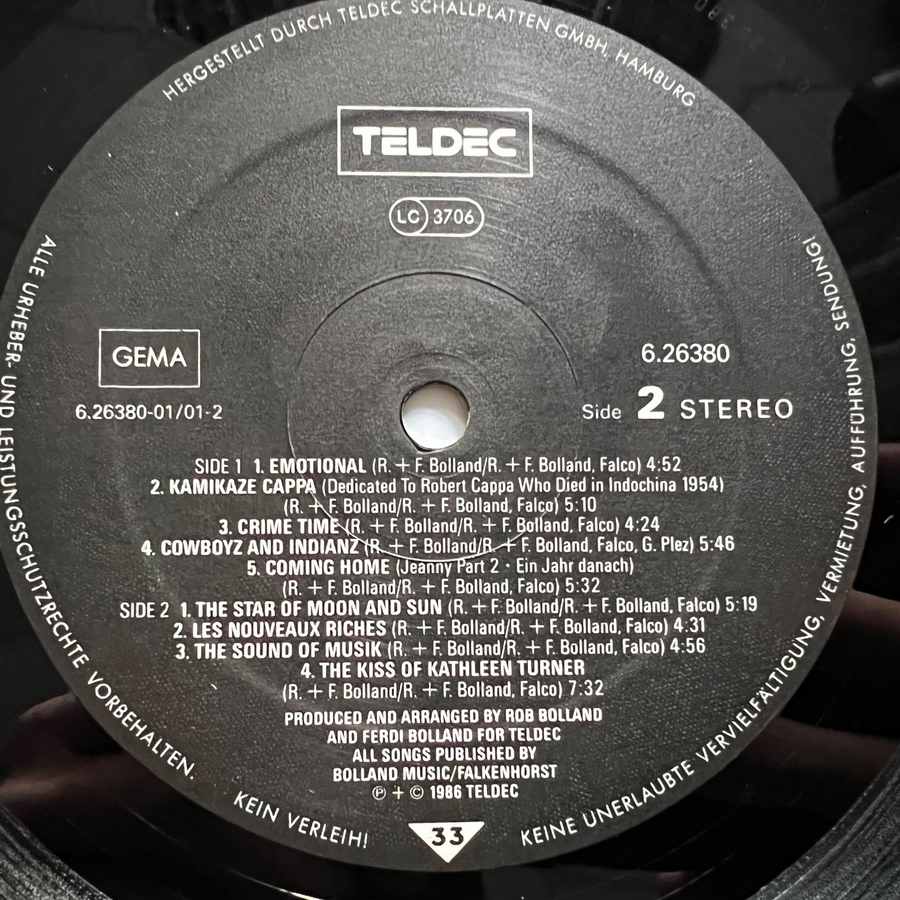 HERGESTELLT DURCH TELDEC SCHALLPLATTEN GMBH, HAMBURG
TELDEC
LC 3706
GEMA
6.26380-01/01-2
6.26380
Side 2 STEREO
SIDE 1 1. EMOTIONAL (R. + F. Bolland/R. + F. Bolland, Falco) 4:52
2. KAMIKAZE CAPPA (Dedicated To Robert Cappa Who Died in Indochina 1954)
(R. + F. Bolland/R. + F. Bolland, Falco) 5:10
3. CRIME TIME (R. + F. Bolland/R. + F. Bolland, Falco) 4:24
4. COWBOYZ AND INDIANZ (R. + F. Bolland/R. + F. Bolland, Falco, G. Plez) 5:46
5. COMING HOME (Jeanny Part 2 · Ein Jahr danach)
(R. + F. Bolland/R. + F. Bolland, Falco) 5:32
SIDE 2 1. THE STAR OF MOON AND SUN (R. + F. Bolland/R. + F. Bolland, Falco) 5:19
2. LES NOUVEAUX RICHES (R. + F. Bolland/R. + F. Bolland, Falco) 4:31
3. THE SOUND OF MUSIK (R. + F. Bolland/R. + F. Bolland, Falco) 4:56
4. THE KISS OF KATHLEEN TURNER
(R. + F. Bolland/R. + F. Bolland, Falco) 7:32
PRODUCED AND ARRANGED BY ROB BOLLAND
AND FERDI BOLLAND FOR TELDEC
ALL SONGS PUBLISHED BY
BOLLAND MUSIC/FALKENHORST
℗ + © 1986 TELDEC
33
ALLE URHEBER- UND LEISTUNGSSCHUTZRECHTE VORBEHALTEN.
KEIN VERLEIH!
KEINE UNERLAUBTE VERVIELFÄLTIGUNG, VERMIETUNG, AUFFÜHRUNG, SENDUNG!